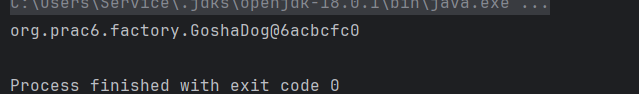 C:\Users\Service\.jdks\openjdk-18.0.1\bin\java.exe ...
org.prac6.factory.GoshaDog@6acbcfc0
Process finished with exit code 0